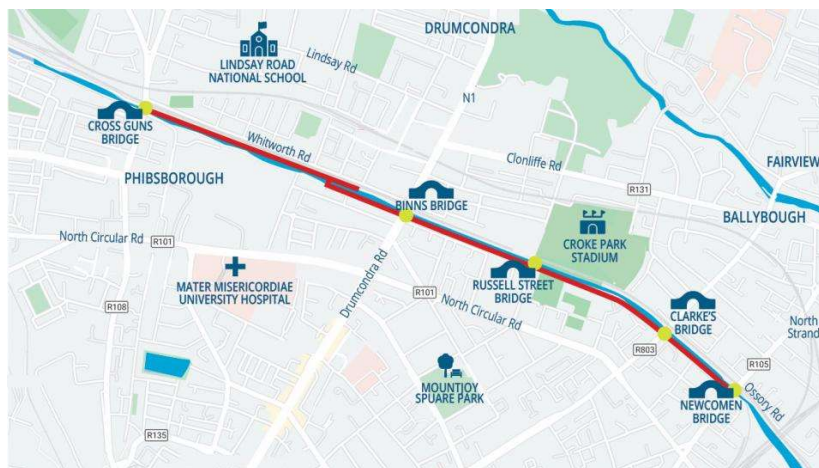 DRUMCONDRA
LINDSAY ROAD
NATIONAL SCHOOL
Lindsay Rd
N1
CROSS GUNS
BRIDGE
Whitworth Rd
Clonliffe Rd
FAIRVIEW
PHIBSBOROUGH
R131
BINNS BRIDGE
BALLYBOUGH
North Circular Rd
R101
CROKE PARK
STADIUM
MATER MISERICORDIAE
UNIVERSITY HOSPITAL
Drumcondra Rd
R101
RUSSELL STREET
BRIDGE
R108
North Circular Rd
CLARKE'S
BRIDGE
North
Strand
R803
R105
MOUNTJOY
SPUARE PARK
Ossory Rd
NEWCOMEN
BRIDGE
R135